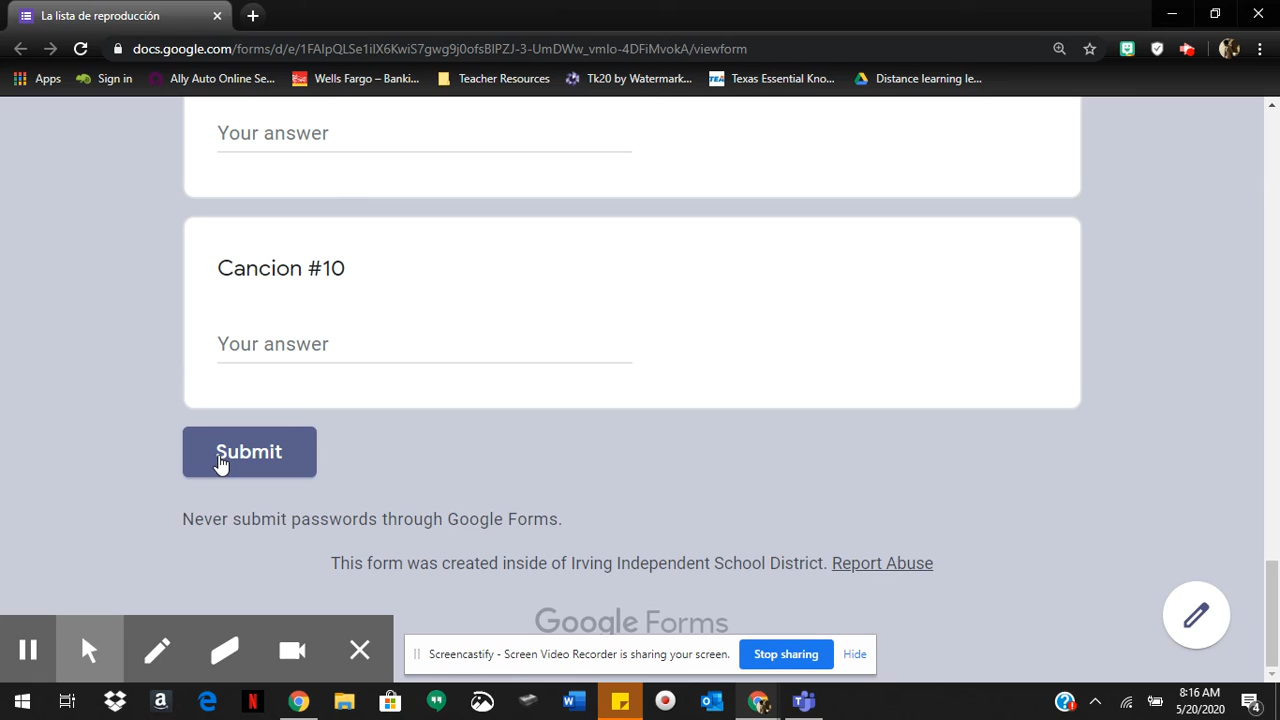 La lista de reproducción
docs.google.com/forms/d/e/1FAIpQLSe1iIX6KwiS7gwg9j0ofsBIPZJ-3-UmDWw_vmIo-4DFiMvokA/viewform
Apps
Sign in
Ally Auto Online Se...
Wells Fargo – Banki...
Teacher Resources
Tk20 by Watermark...
TEA
Texas Essential Kno...
Distance learning le...
Your answer
Cancion #10
Your answer
Submit
Never submit passwords through Google Forms.
This form was created inside of Irving Independent School District. Report Abuse
Google Forms
Screencastify - Screen Video Recorder is sharing your screen.
Stop sharing
Hide
8:16 AM
5/20/2020
4